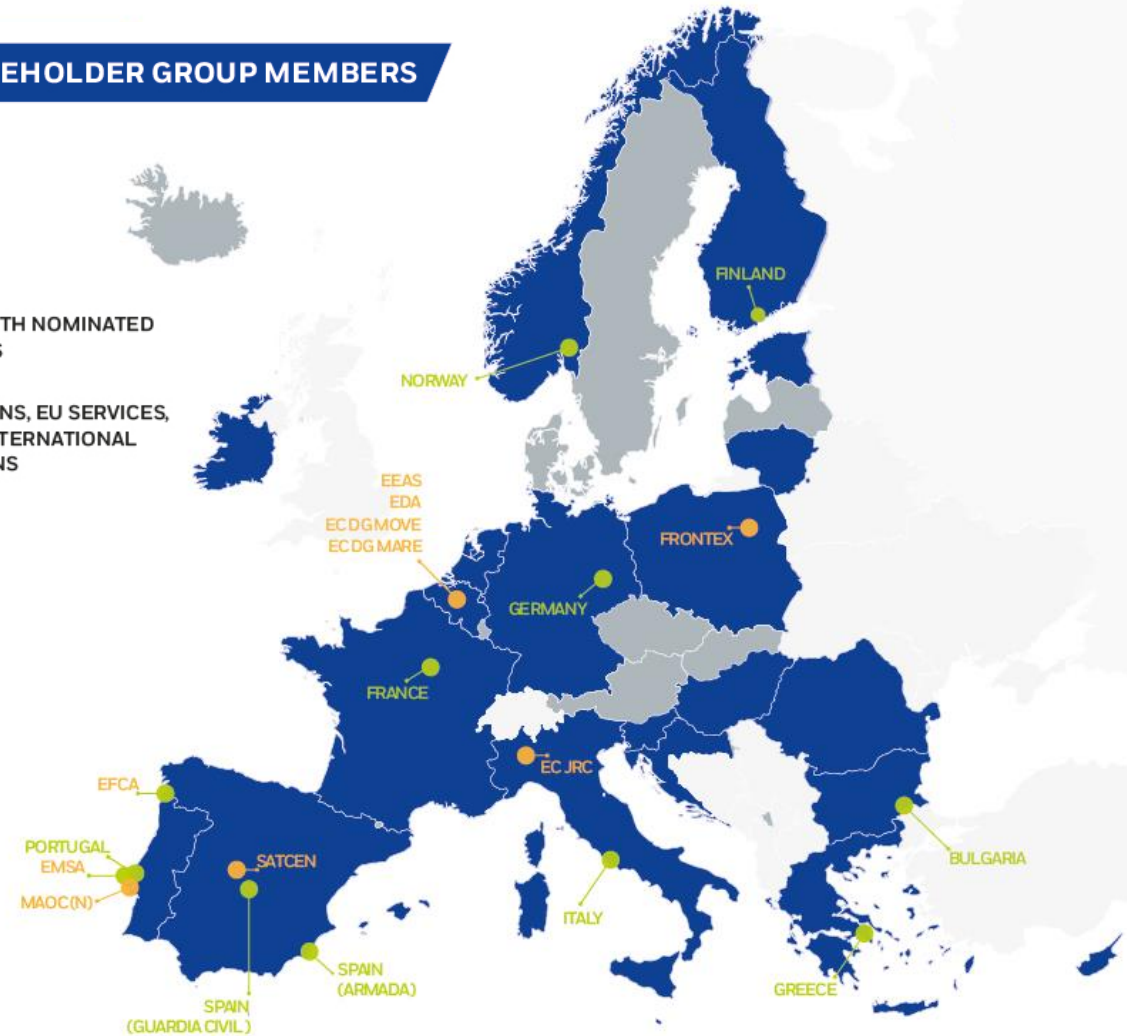 EHOLDER GROUP MEMBERS
TH NOMINATED
S
NS, EU SERVICES,
TERNATIONAL
NS
FINLAND
NORWAY
EEAS
EDA
EC DG MOVE
EC DG MARE
FRONTEX
GERMANY
FRANCE
EC JRC
EFCA
PORTUGAL
EMSA
MAOC (N)
SATCEN
BULGARIA
ITALY
SPAIN
(ARMADA)
GREECE
SPAIN
(GUARDIA CIVIL)